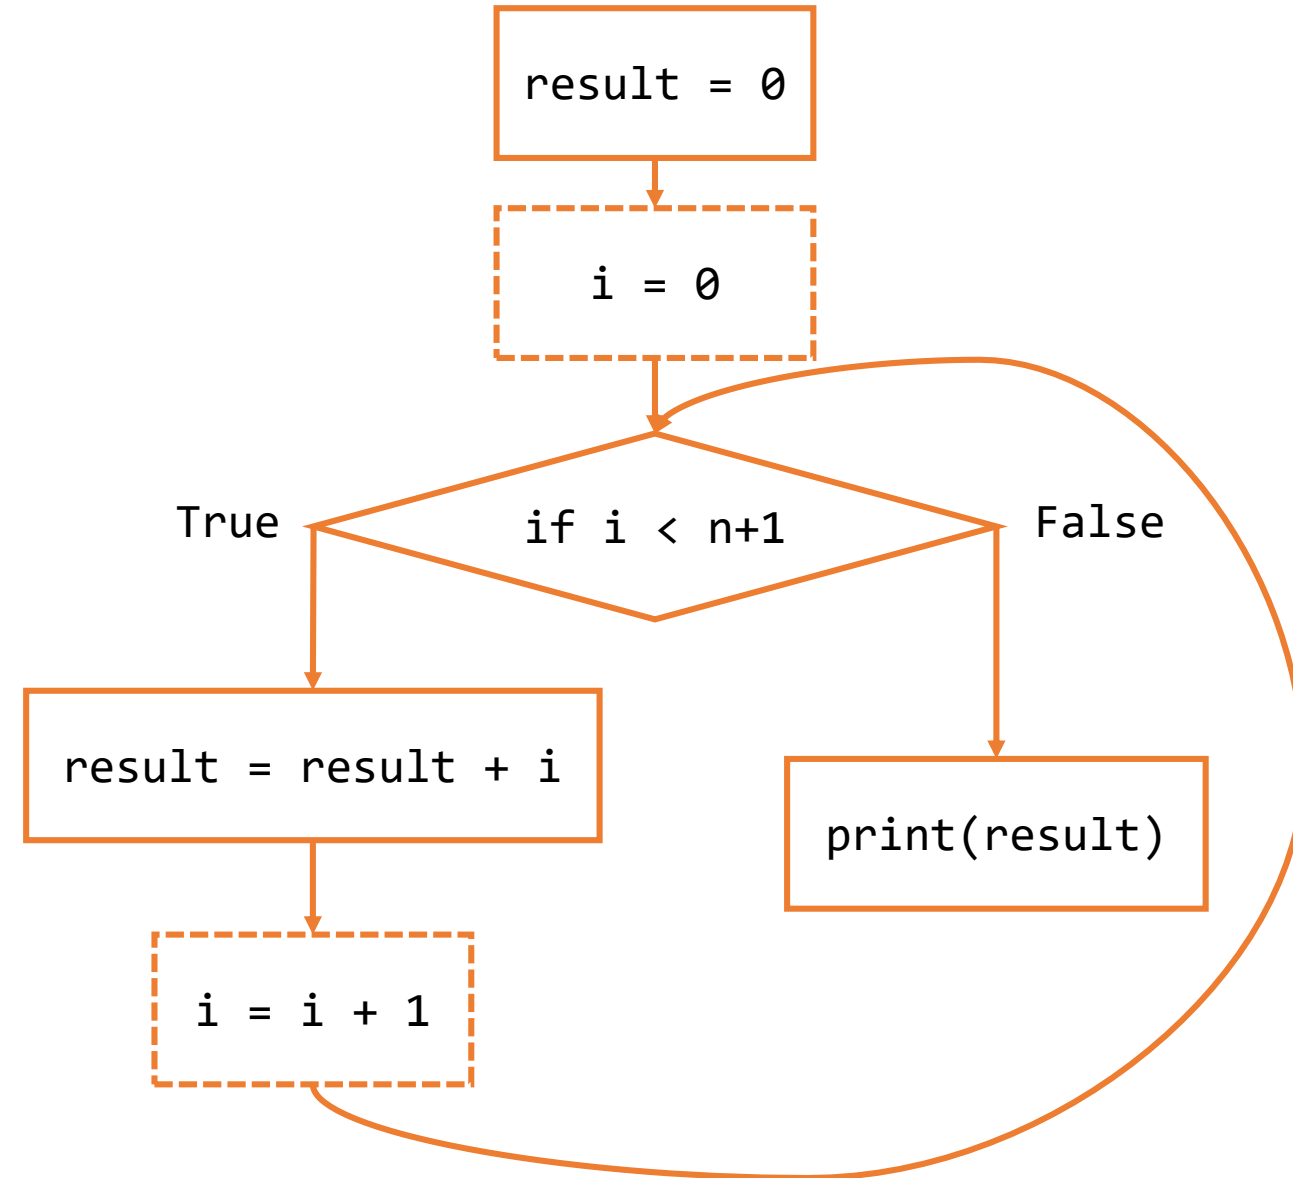 result = 0
i = 0
if i < n+1
True
False
result = result + i
print(result)
i = i + 1